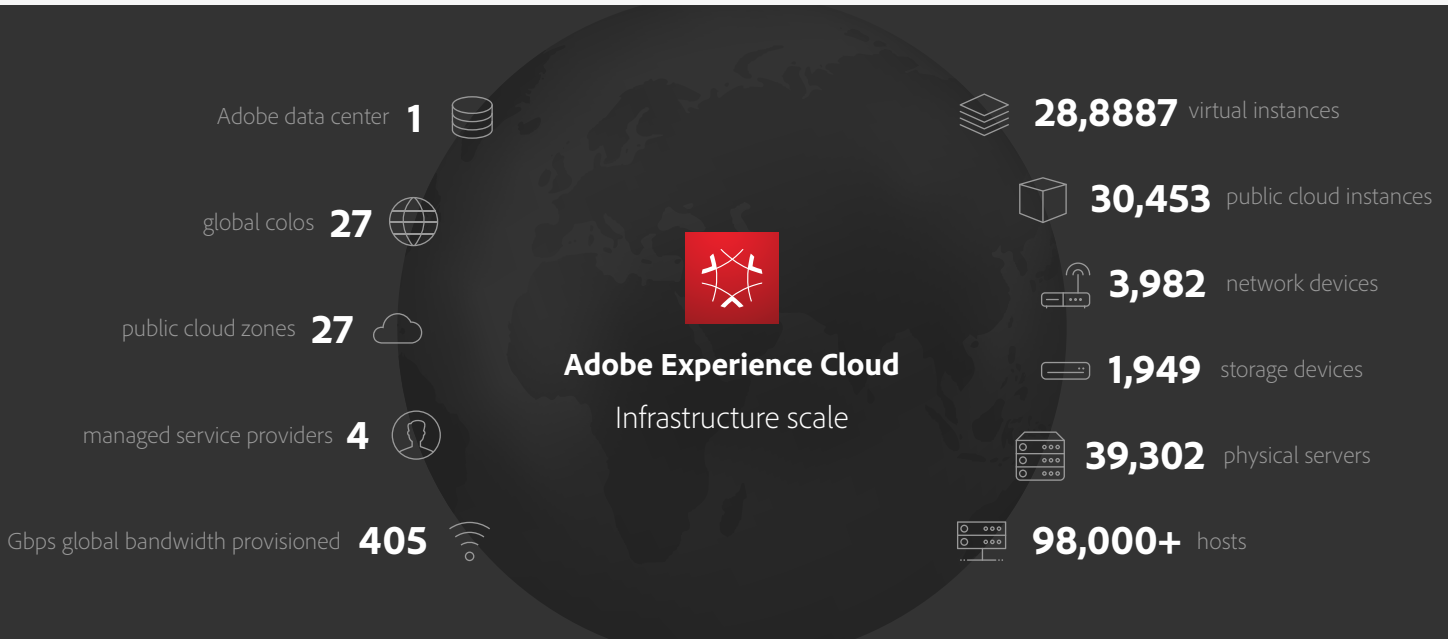 Adobe data center 1
global colos 27
public cloud zones 27
managed service providers 4
Gbps global bandwidth provisioned 405
Adobe Experience Cloud
Infrastructure scale
28,8887 virtual instances
30,453 public cloud instances
3,982 network devices
1,949 storage devices
39,302 physical servers
98,000+ hosts